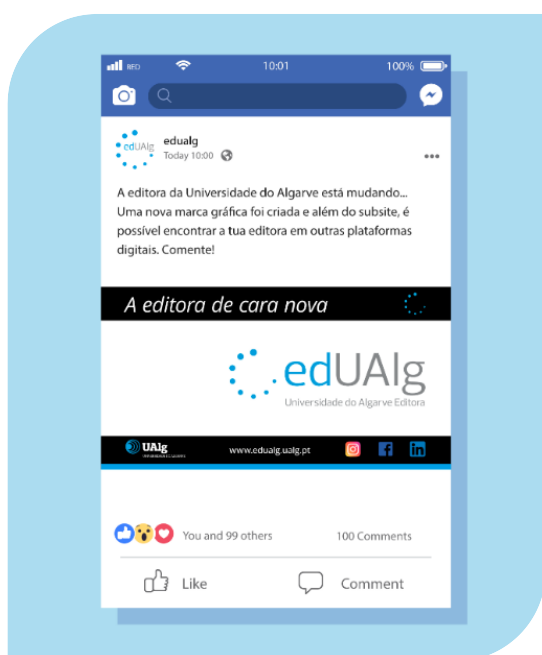 BED 10:01 100%
edUAlg
edualg
Today 10:00
A editora da Universidade do Algarve está mudando...
Uma nova marca gráfica foi criada e além do subsite, é
possível encontrar a tua editora em outras plataformas
digitais. Comente!
A editora de cara nova
edUAlg
Universidade do Algarve Editora
UAlg
www.edualg.ualg.pt
You and 99 others 100 Comments
Like Comment